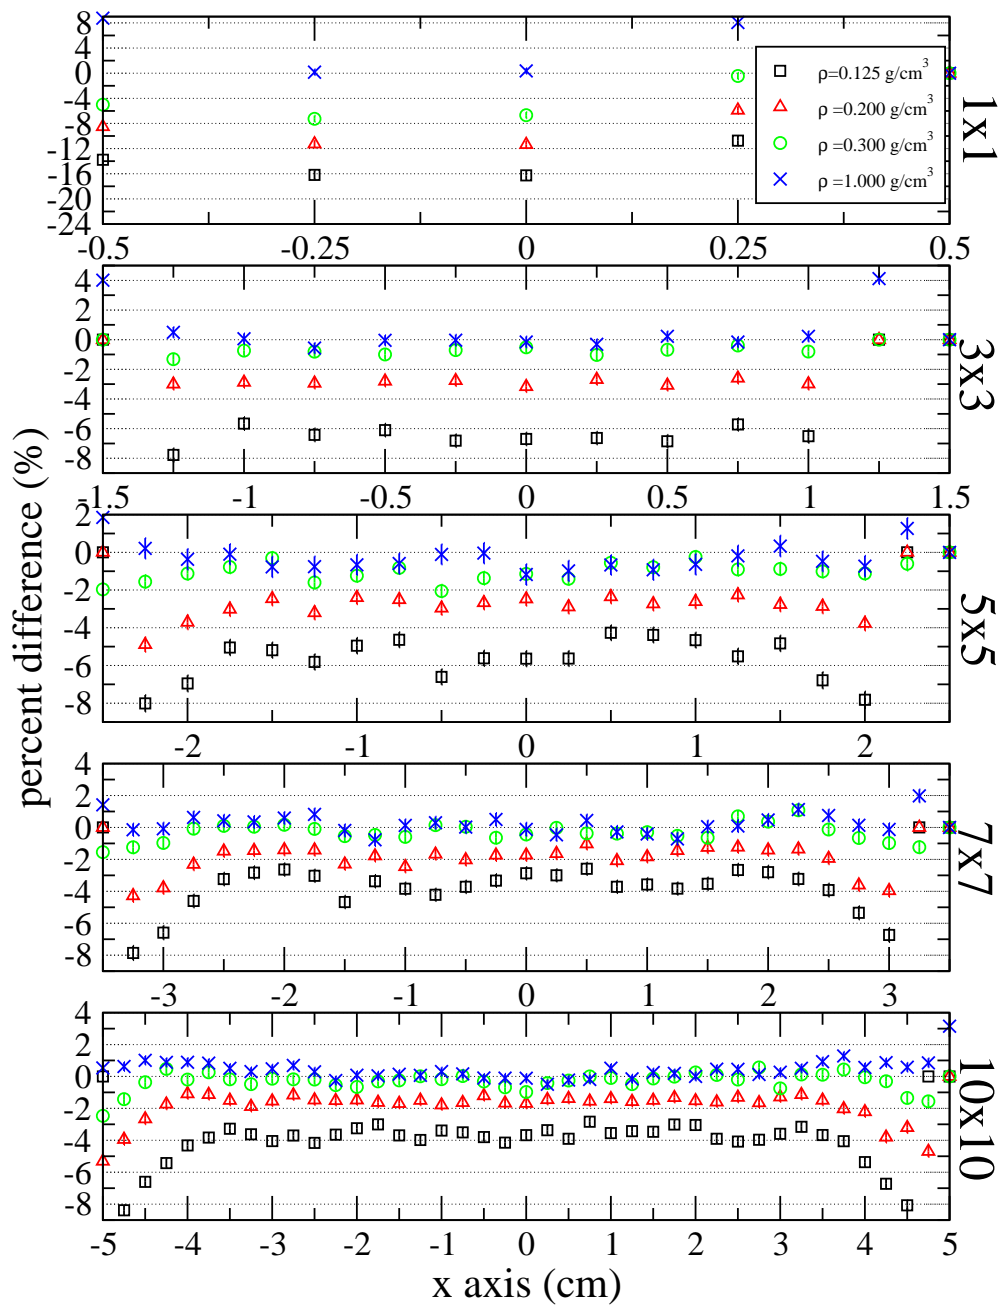 8
4
0
-4
-8
-12
-16
-20
-24
-0.5 -0.25 0 0.25 0.5
ρ=0.125 g/cm³
ρ=0.200 g/cm³
ρ =0.300 g/cm³
ρ =1.000 g/cm³
1x1
4
2
0
-2
-4
-6
-8
-1.5 -1 -0.5 0 0.5 1 1.5
3x3
2
0
-2
-4
-6
-8
-2 -1 0 1 2
5x5
percent difference (%)
4
2
0
-2
-4
-6
-8
-3 -2 -1 0 1 2 3
7x7
4
2
0
-2
-4
-6
-8
-5 -4 -3 -2 -1 0 1 2 3 4 5
10x10
x axis (cm)